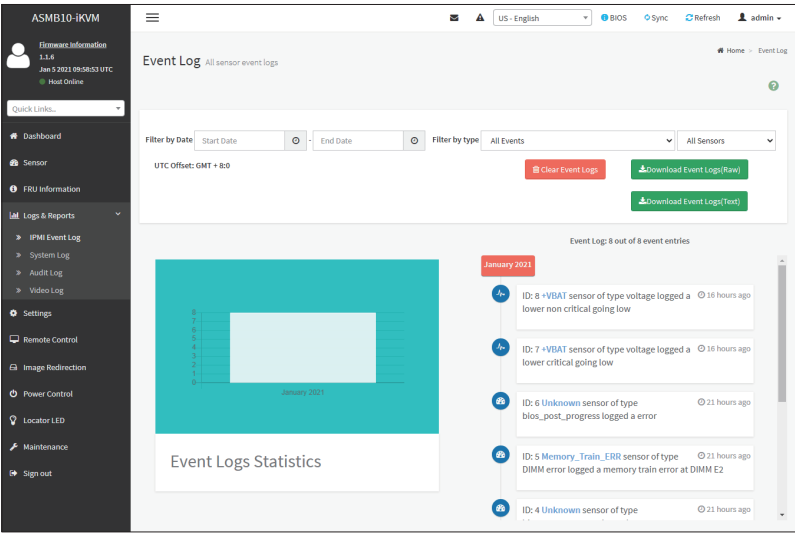 ASMB10-iKVM
US - English
BIOS
Sync
Refresh
admin
Firmware Information
1.1.6
Jan 5 2021 09:58:53 UTC
Host Online
Quick Links..
Dashboard
Sensor
FRU Information
Logs & Reports
IPMI Event Log
System Log
Audit Log
Video Log
Settings
Remote Control
Image Redirection
Power Control
Locator LED
Maintenance
Sign out
Event Log All sensor event logs
Home > Event Log
Filter by Date Start Date - End Date Filter by type All Events All Sensors
UTC Offset: GMT + 8:0
Clear Event Logs
Download Event Logs(Raw)
Download Event Logs(Text)
Event Log: 8 out of 8 event entries
8
7
6
5
4
3
2
1
0
January 2021
Event Logs Statistics
January 2021
ID: 8 +VBAT sensor of type voltage logged a 16 hours ago
lower non critical going low
ID: 7 +VBAT sensor of type voltage logged a 16 hours ago
lower critical going low
ID: 6 Unknown sensor of type 21 hours ago
bios_post_progress logged a error
ID: 5 Memory_Train_ERR sensor of type 21 hours ago
DIMM error logged a memory train error at DIMM E2
ID: 4 Unknown sensor of type 21 hours ago